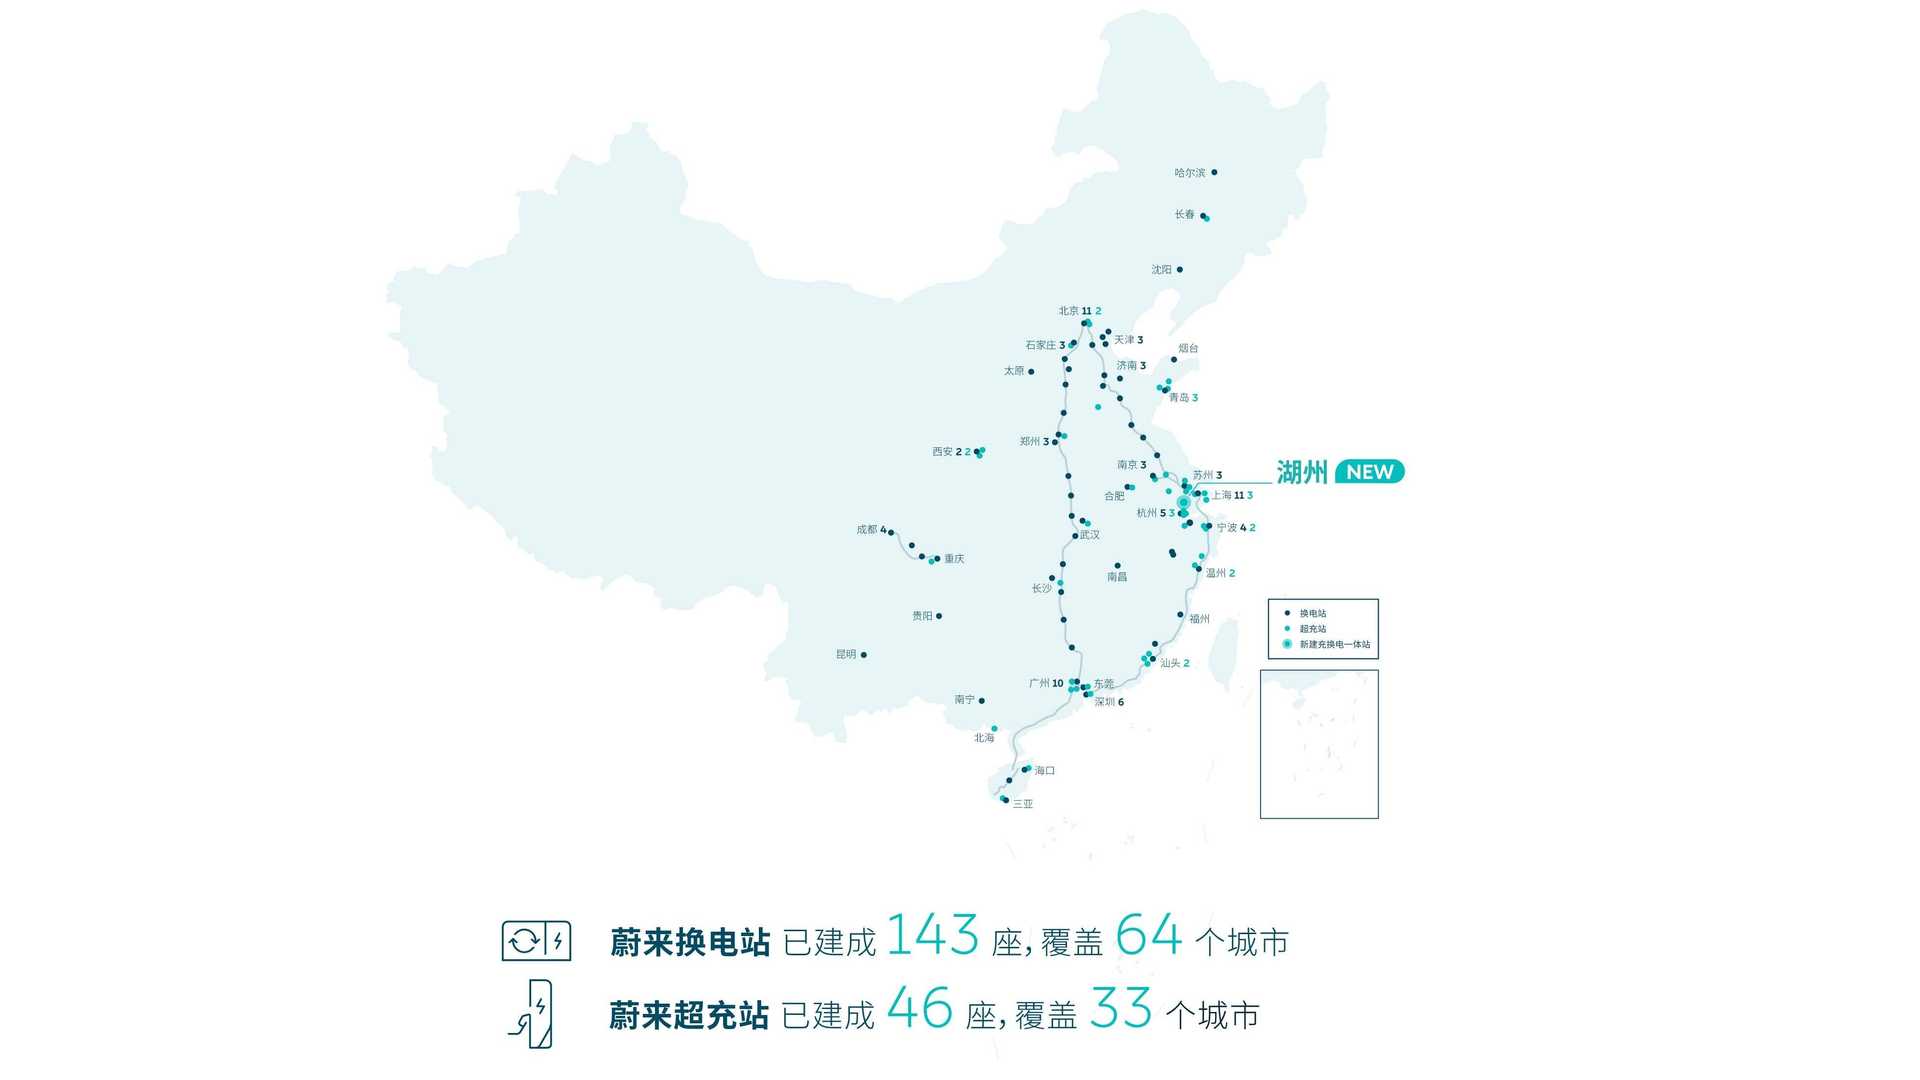 哈尔滨
长春
沈阳
北京 11 2
天津 3
石家庄 3
烟台
济南 3
太原
青岛 3
郑州 3
西安 2 2
南京 3
苏州 3
湖州 NEW
合肥
上海 11 3
杭州 5 3
宁波 4 2
成都 4
武汉
重庆
南昌
温州 2
长沙
贵阳
福州
昆明
汕头 2
广州 10
东莞
南宁
深圳 6
北海
海口
三亚
换电站
超充站
新建充换电一体站
蔚来换电站 已建成 143 座,覆盖 64 个城市
蔚来超充站 已建成 46 座,覆盖 33 个城市